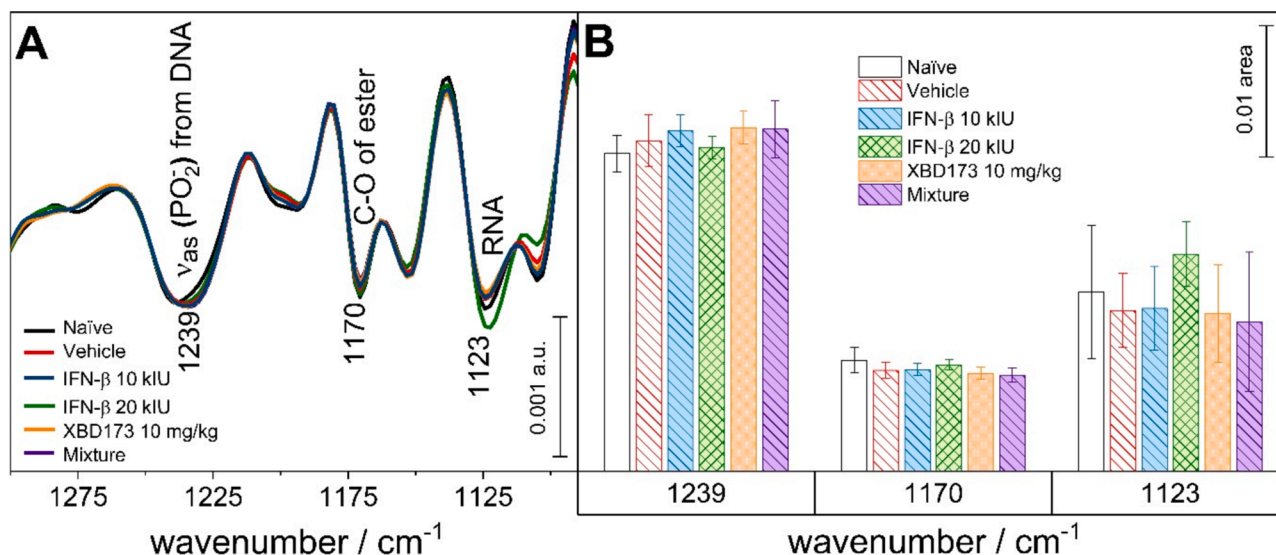 A
νas (PO2-) from DNA
C-O of ester
RNA
1239
1170
1123
Naïve
Vehicle
IFN-β 10 kIU
IFN-β 20 kIU
XBD173 10 mg/kg
Mixture
0.001 a.u.
1275
1225
1175
1125
wavenumber / cm-1
B
Naïve
Vehicle
IFN-β 10 kIU
IFN-β 20 kIU
XBD173 10 mg/kg
Mixture
0.01 area
1239
1170
1123
wavenumber / cm-1